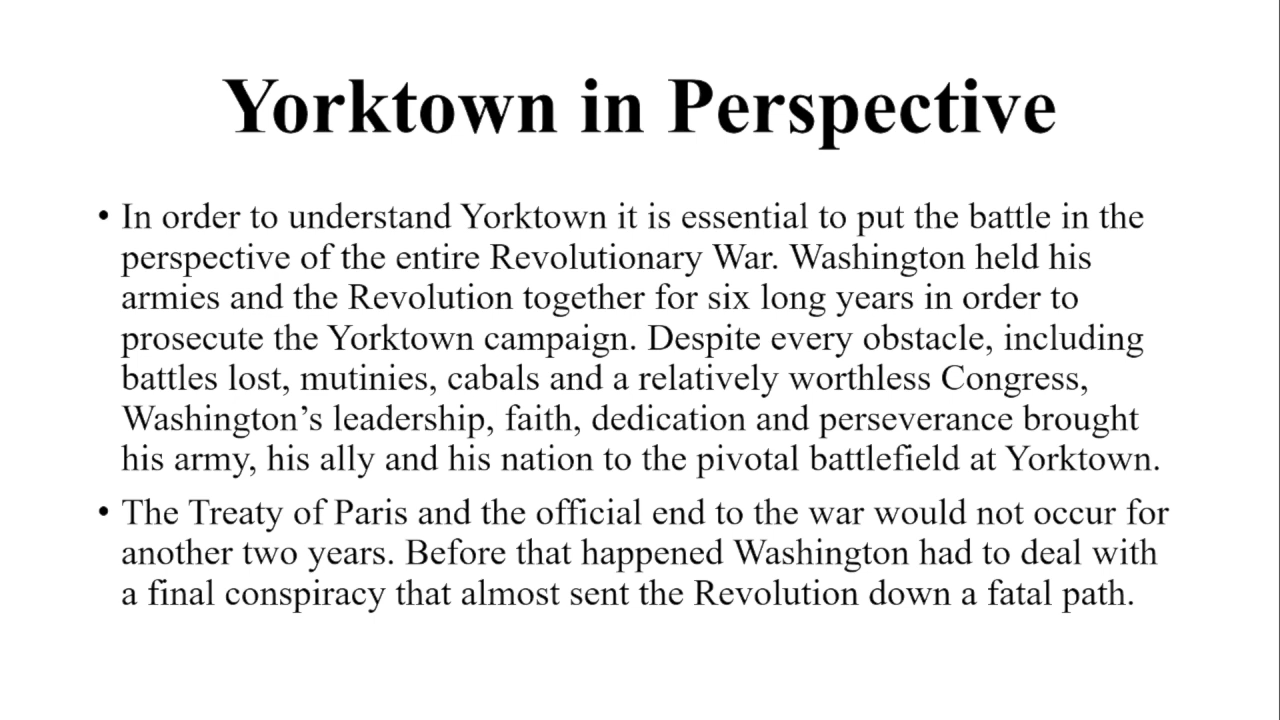 Yorktown in Perspective
• In order to understand Yorktown it is essential to put the battle in the
perspective of the entire Revolutionary War. Washington held his
armies and the Revolution together for six long years in order to
prosecute the Yorktown campaign. Despite every obstacle, including
battles lost, mutinies, cabals and a relatively worthless Congress,
Washington’s leadership, faith, dedication and perseverance brought
his army, his ally and his nation to the pivotal battlefield at Yorktown.
• The Treaty of Paris and the official end to the war would not occur for
another two years. Before that happened Washington had to deal with
a final conspiracy that almost sent the Revolution down a fatal path.